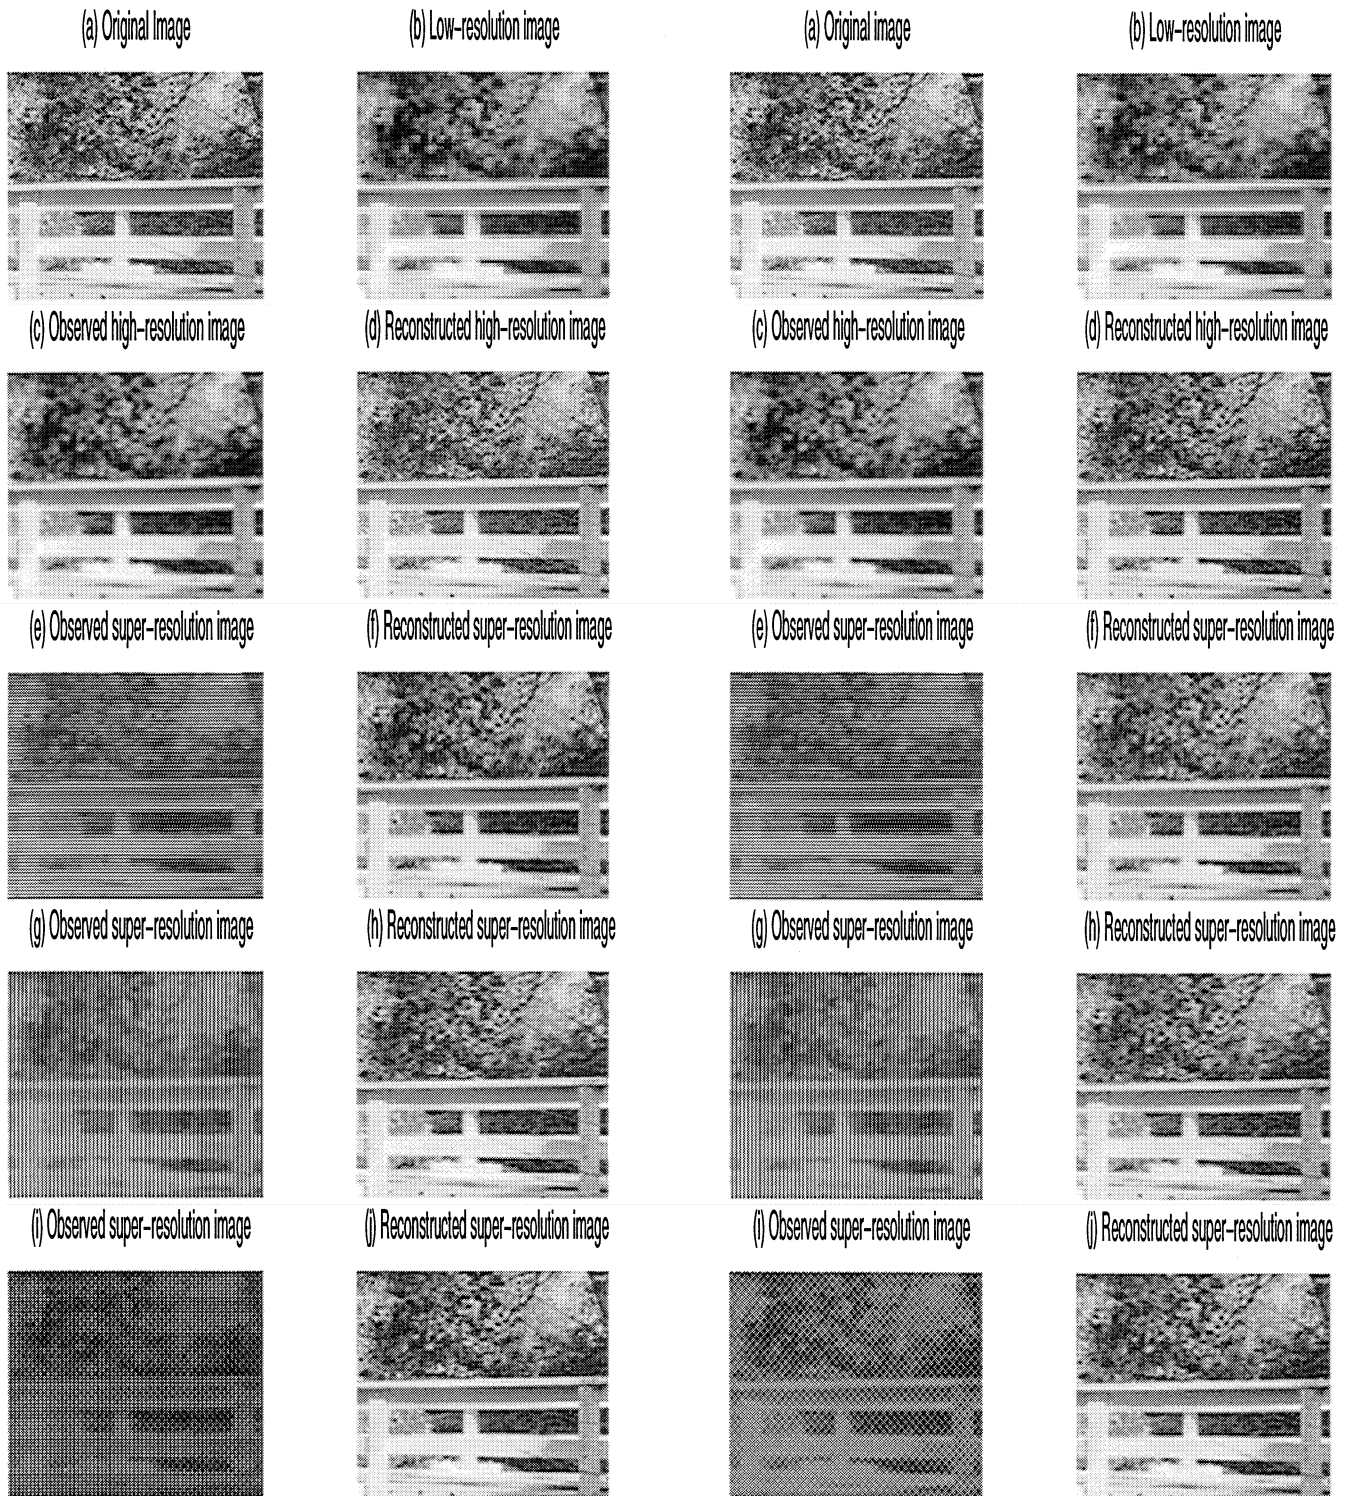 (a) Original Image
(b) Low-resolution image
(a) Original image
(b) Low-resolution image
(c) Observed high-resolution image
(d) Reconstructed high-resolution image
(c) Observed high-resolution image
(d) Reconstructed high-resolution image
(e) Observed super-resolution image
(f) Reconstructed super-resolution image
(e) Observed super-resolution image
(f) Reconstructed super-resolution image
(g) Observed super-resolution image
(h) Reconstructed super-resolution image
(g) Observed super-resolution image
(h) Reconstructed super-resolution image
(i) Observed super-resolution image
(j) Reconstructed super-resolution image
(i) Observed super-resolution image
(j) Reconstructed super-resolution image